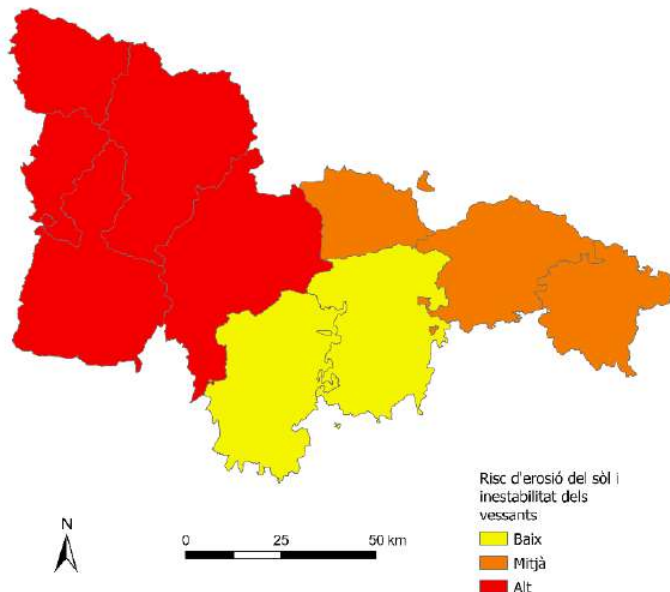 Risc d'erosió del sòl i
inestabilitat dels
vessants
Baix
Mitjà
Alt
N
0 25 50 km